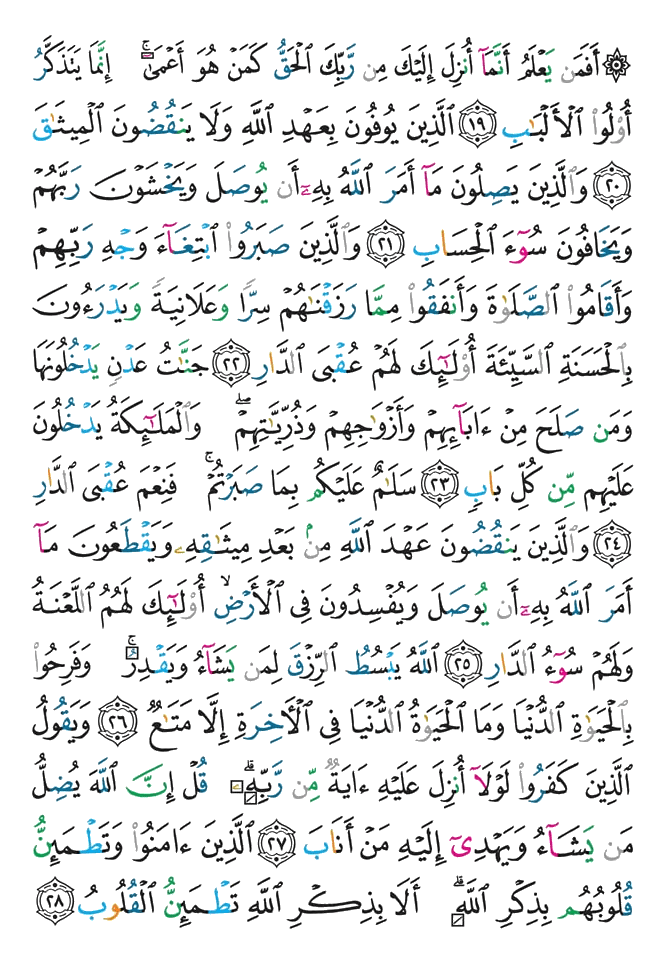 ۞ أَفَمَن يَعْلَمُ أَنَّمَآ أُنزِلَ إِلَيْكَ مِن رَّبِّكَ ٱلْحَقُّ كَمَنْ هُوَ أَعْمَىٰٓ ۚ إِنَّمَا يَتَذَكَّرُ
أُو۟لُوا۟ ٱلْأَلْبَـٰبِ ١٩ ٱلَّذِينَ يُوفُونَ بِعَهْدِ ٱللَّهِ وَلَا يَنقُضُونَ ٱلْمِيثَـٰقَ
٢٠ وَٱلَّذِينَ يَصِلُونَ مَآ أَمَرَ ٱللَّهُ بِهِۦٓ أَن يُوصَلَ وَيَخْشَوْنَ رَبَّهُمْ
وَيَخَافُونَ سُوٓءَ ٱلْحِسَابِ ٢١ وَٱلَّذِينَ صَبَرُوا۟ ٱبْتِغَآءَ وَجْهِ رَبِّهِمْ
وَأَقَامُوا۟ ٱلصَّلَوٰةَ وَأَنفَقُوا۟ مِمَّا رَزَقْنَـٰهُمْ سِرًّا وَعَلَانِيَةً وَيَدْرَءُونَ
بِٱلْحَسَنَةِ ٱلسَّيِّئَةَ أُو۟لَـٰٓئِكَ لَهُمْ عُقْبَى ٱلدَّارِ ٢٢ جَنَّـٰتُ عَدْنٍ يَدْخُلُونَهَا
وَمَن صَلَحَ مِنْ ءَابَآئِهِمْ وَأَزْوَٰجِهِمْ وَذُرِّيَّـٰتِهِمْ ۖ وَٱلْمَلَـٰٓئِكَةُ يَدْخُلُونَ
عَلَيْهِم مِّن كُلِّ بَابٍ ٢٣ سَلَـٰمٌ عَلَيْكُم بِمَا صَبَرْتُمْ ۚ فَنِعْمَ عُقْبَى ٱلدَّارِ
٢٤ وَٱلَّذِينَ يَنقُضُونَ عَهْدَ ٱللَّهِ مِنۢ بَعْدِ مِيثَـٰقِهِۦ وَيَقْطَعُونَ مَآ
أَمَرَ ٱللَّهُ بِهِۦٓ أَن يُوصَلَ وَيُفْسِدُونَ فِى ٱلْأَرْضِ ۙ أُو۟لَـٰٓئِكَ لَهُمُ ٱللَّعْنَةُ
وَلَهُمْ سُوٓءُ ٱلدَّارِ ٢٥ ٱللَّهُ يَبْسُطُ ٱلرِّزْقَ لِمَن يَشَآءُ وَيَقْدِرُ ۚ وَفَرِحُوا۟
بِٱلْحَيَوٰةِ ٱلدُّنْيَا وَمَا ٱلْحَيَوٰةُ ٱلدُّنْيَا فِى ٱلْـَٔاخِرَةِ إِلَّا مَتَـٰعٌ ٢٦ وَيَقُولُ
ٱلَّذِينَ كَفَرُوا۟ لَوْلَآ أُنزِلَ عَلَيْهِ ءَايَةٌ مِّن رَّبِّهِۦ ۗ قُلْ إِنَّ ٱللَّهَ يُضِلُّ
مَن يَشَآءُ وَيَهْدِىٓ إِلَيْهِ مَنْ أَنَابَ ٢٧ ٱلَّذِينَ ءَامَنُوا۟ وَتَطْمَئِنُّ
قُلُوبُهُم بِذِكْرِ ٱللَّهِ ۗ أَلَا بِذِكْرِ ٱللَّهِ تَطْمَئِنُّ ٱلْقُلُوبُ ٢٨